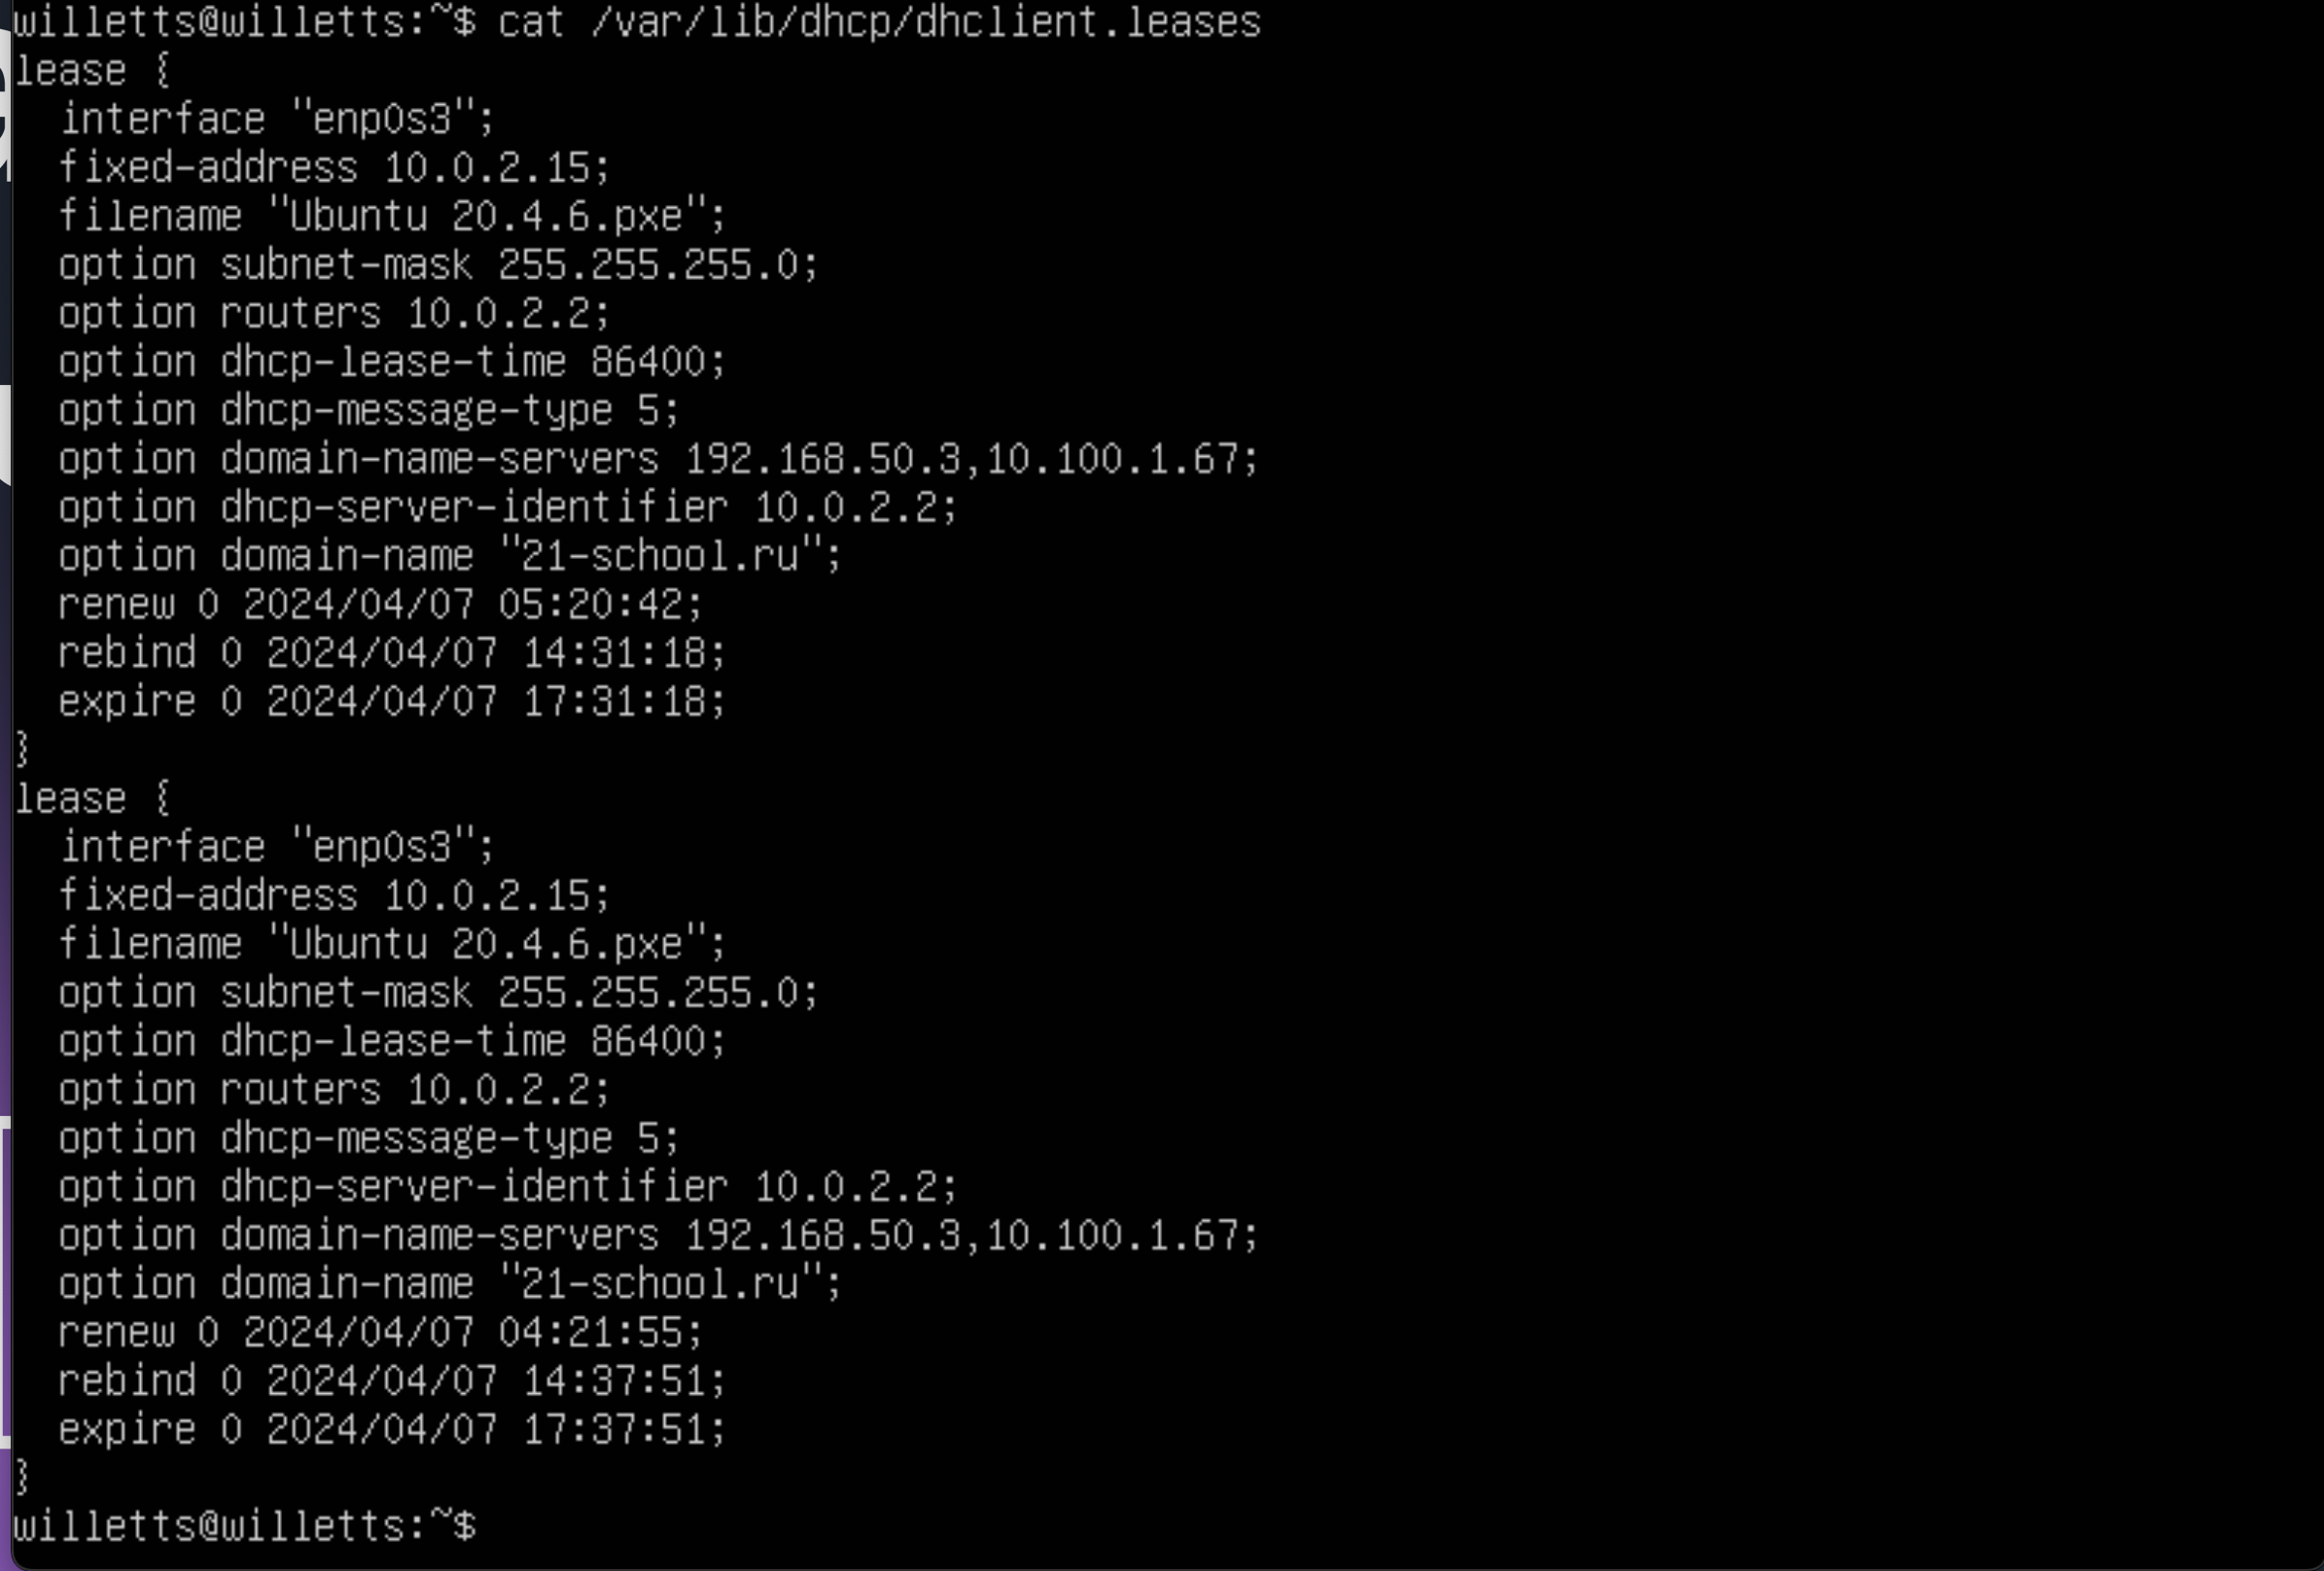 willetts@willetts:~$ cat /var/lib/dhcp/dhclient.leases
lease {
  interface "enp0s3";
  fixed-address 10.0.2.15;
  filename "Ubuntu 20.4.6.pxe";
  option subnet-mask 255.255.255.0;
  option routers 10.0.2.2;
  option dhcp-lease-time 86400;
  option dhcp-message-type 5;
  option domain-name-servers 192.168.50.3,10.100.1.67;
  option dhcp-server-identifier 10.0.2.2;
  option domain-name "21-school.ru";
  renew 0 2024/04/07 05:20:42;
  rebind 0 2024/04/07 14:31:18;
  expire 0 2024/04/07 17:31:18;
}
lease {
  interface "enp0s3";
  fixed-address 10.0.2.15;
  filename "Ubuntu 20.4.6.pxe";
  option subnet-mask 255.255.255.0;
  option dhcp-lease-time 86400;
  option routers 10.0.2.2;
  option dhcp-message-type 5;
  option dhcp-server-identifier 10.0.2.2;
  option domain-name-servers 192.168.50.3,10.100.1.67;
  option domain-name "21-school.ru";
  renew 0 2024/04/07 04:21:55;
  rebind 0 2024/04/07 14:37:51;
  expire 0 2024/04/07 17:37:51;
}
willetts@willetts:~$